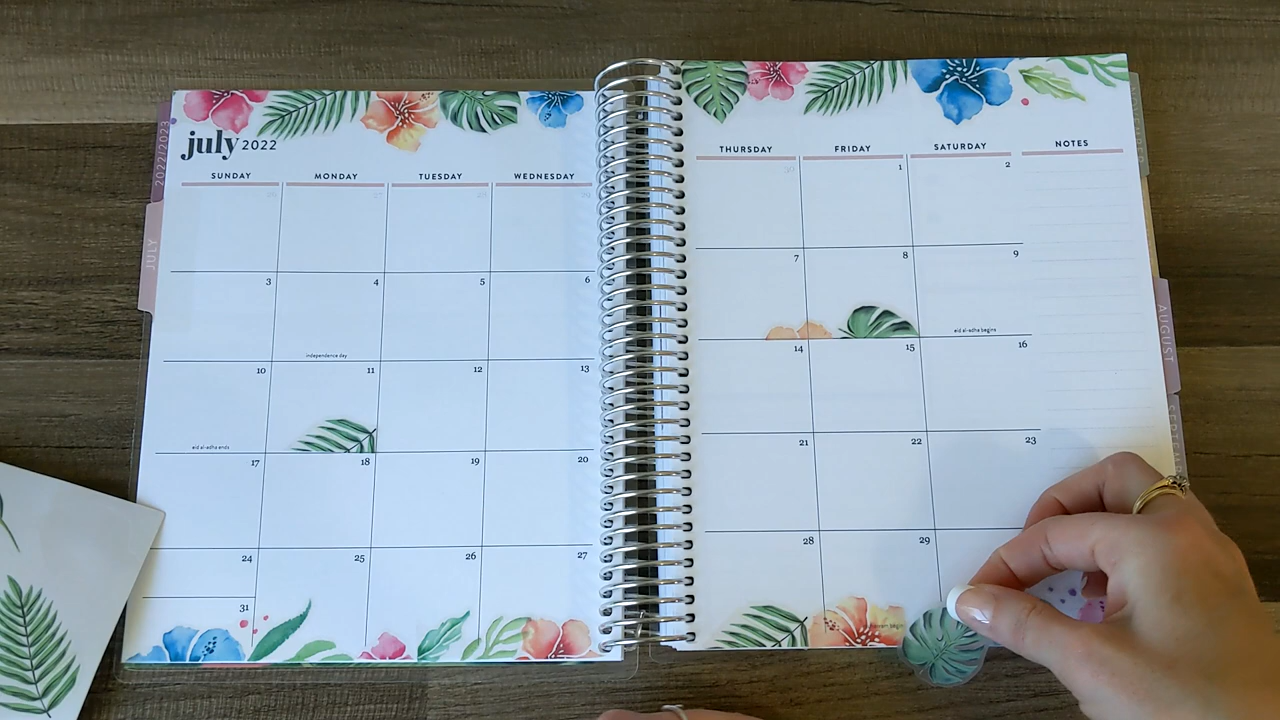 july 2022
SUNDAY MONDAY TUESDAY WEDNESDAY
3 4 5 6
independence day
10 11 12 13
eid al-adha ends
17 18 19 20
24 25 26 27
31
THURSDAY FRIDAY SATURDAY NOTES
30 1 2
7 8 9
eid al-adha begins
14 15 16
21 22 23
28 29
2022/2023
JULY
AUGUST